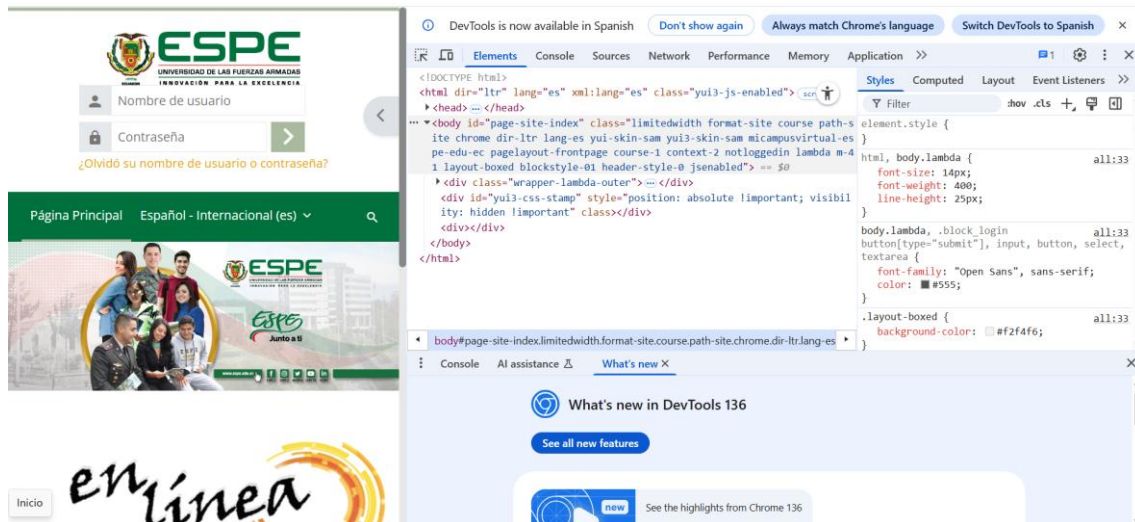 ESPE
UNIVERSIDAD DE LAS FUERZAS ARMADAS
INNOVACIÓN PARA LA EXCELENCIA
Nombre de usuario
Contraseña
¿Olvidó su nombre de usuario o contraseña?
Página Principal Español - Internacional (es)
ESPE
UNIVERSIDAD DE LAS FUERZAS ARMADAS
INNOVACIÓN PARA LA EXCELENCIA
ESPE
Junto a ti
en línea
Inicio
DevTools is now available in Spanish Don't show again Always match Chrome's language Switch DevTools to Spanish ×
Elements Console Sources Network Performance Memory Application >> 1
<!DOCTYPE html>
<html dir="ltr" lang="es" xml:lang="es" class="yui3-js-enabled"> scr
<head> … </head>
… <body id="page-site-index" class="limitedwidth format-site course path-s
ite chrome dir-ltr lang-es yui-skin-sam yui3-skin-sam micampusvirtual-es
pe-edu-ec pagelayout-frontpage course-1 context-2 notloggedin lambda m-4
1 layout-boxed blockstyle-01 header-style-0 jsenabled"> == $0
<div class="wrapper-lambda-outer"> … </div>
<div id="yui3-css-stamp" style="position: absolute !important; visibil
ity: hidden !important" class></div>
<div></div>
</body>
</html>
body#page-site-index.limitedwidth.format-site.course.path-site.chrome.dir-ltr.lang-es
Styles Computed Layout Event Listeners >>
Filter :hov .cls +
element.style {
}
html, body.lambda { all:33
font-size: 14px;
font-weight: 400;
line-height: 25px;
}
body.lambda, .block_login all:33
button[type="submit"], input, button, select,
textarea {
font-family: "Open Sans", sans-serif;
color: #555;
}
.layout-boxed { all:33
background-color: #f2f4f6;
}
Console AI assistance What's new ×
What's new in DevTools 136
See all new features
new
See the highlights from Chrome 136